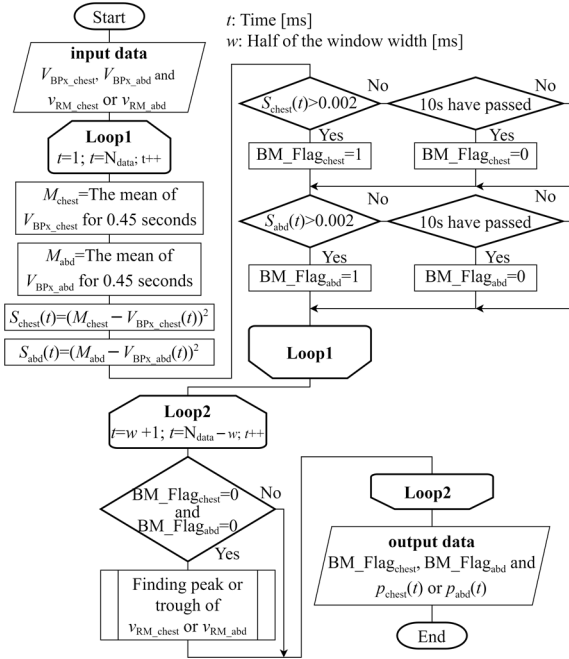 Start
t: Time [ms]
w: Half of the window width [ms]
input data
V_BPx_chest, V_BPx_abd and
v_RM_chest or v_RM_abd
Loop1
t=1; t=N_data; t++
M_chest=The mean of
V_BPx_chest for 0.45 seconds
M_abd=The mean of
V_BPx_abd for 0.45 seconds
S_chest(t)=(M_chest − V_BPx_chest(t))²
S_abd(t)=(M_abd − V_BPx_abd(t))²
S_chest(t)>0.002
No
10s have passed
No
Yes
Yes
BM_Flag_chest=1
BM_Flag_chest=0
S_abd(t)>0.002
No
10s have passed
No
Yes
Yes
BM_Flag_abd=1
BM_Flag_abd=0
Loop1
Loop2
t=w +1; t=N_data − w; t++
BM_Flag_chest=0
and
BM_Flag_abd=0
No
Yes
Finding peak or
trough of
v_RM_chest or v_RM_abd
Loop2
output data
BM_Flag_chest, BM_Flag_abd and
p_chest(t) or p_abd(t)
End